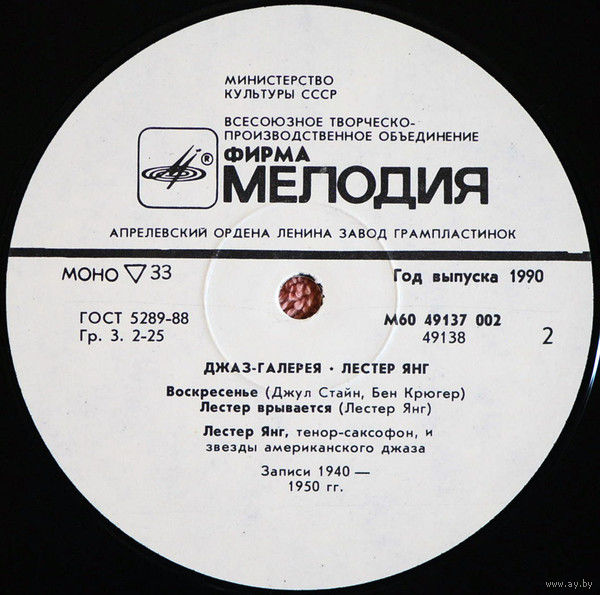 МИНИСТЕРСТВО
КУЛЬТУРЫ СССР
ВСЕСОЮЗНОЕ ТВОРЧЕСКО-
ПРОИЗВОДСТВЕННОЕ ОБЪЕДИНЕНИЕ
®
ФИРМА
МЕЛОДИЯ
АПРЕЛЕВСКИЙ ОРДЕНА ЛЕНИНА ЗАВОД ГРАМПЛАСТИНОК
МОНО ▽ 33
Год выпуска 1990
ГОСТ 5289-88
Гр. 3. 2-25
М60 49137 002
49138
2
ДЖАЗ-ГАЛЕРЕЯ · ЛЕСТЕР ЯНГ
Воскресенье (Джул Стайн, Бен Крюгер)
Лестер врывается (Лестер Янг)
Лестер Янг, тенор-саксофон, и
звезды американского джаза
Записи 1940 —
1950 гг.
www.ay.by